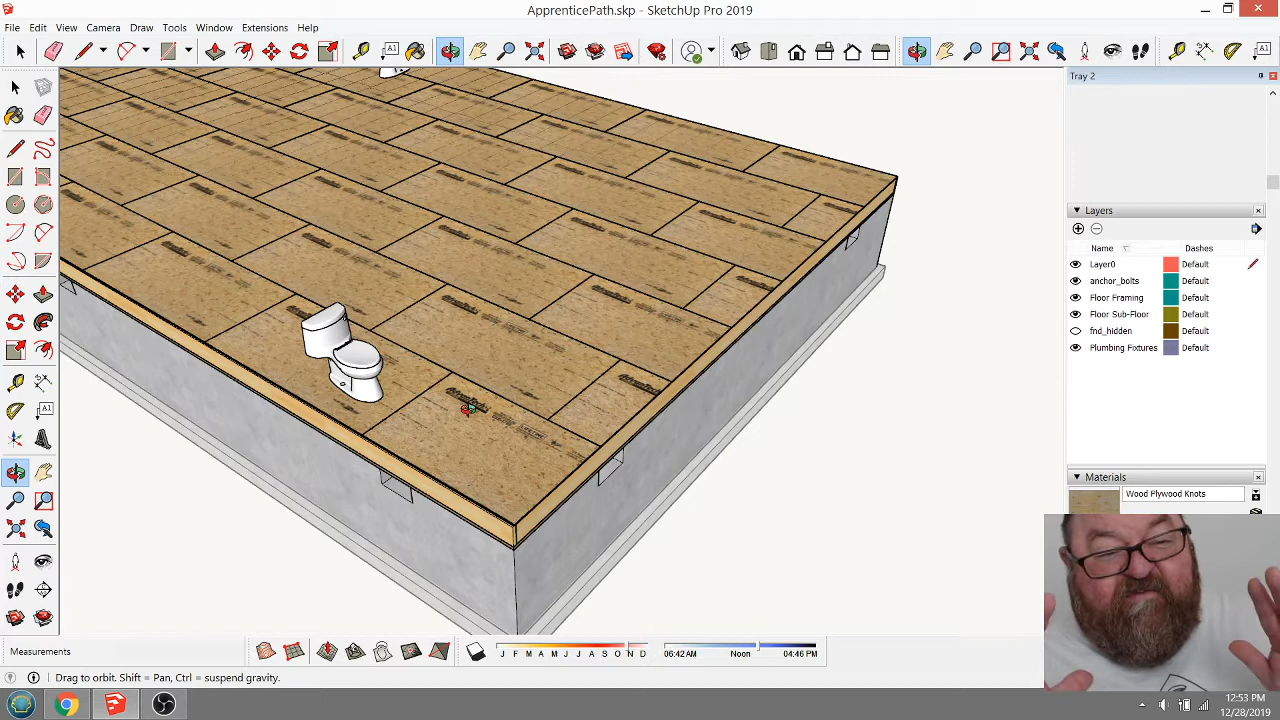 ApprenticePath.skp - SketchUp Pro 2019
File Edit View Camera Draw Tools Window Extensions Help
Tray 2
Layers
Name Dashes
Layer0 Default
anchor_bolts Default
Floor Framing Default
Floor Sub-Floor Default
fnd_hidden Default
Plumbing Fixtures Default
Materials
Wood Plywood Knots
Measurements
J F M A M J J A S O N D
06:42 AM Noon 04:46 PM
Drag to orbit. Shift = Pan, Ctrl = suspend gravity.
12:53 PM
12/28/2019